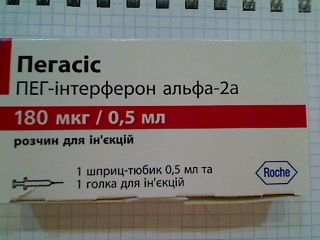 Пегасіс
ПЕГ-інтерферон альфа-2a
180 мкг / 0,5 мл
розчин для ін'єкцій
1 шприц-тюбик 0,5 мл та
1 голка для ін'єкцій
Roche